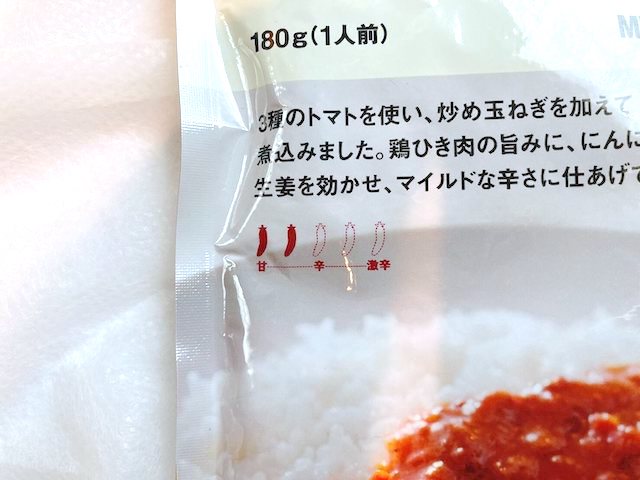 180g(1人前)
M
3種のトマトを使い、炒め玉ねぎを加えて
煮込みました。鶏ひき肉の旨みに、にんに
生姜を効かせ、マイルドな辛さに仕あげて
甘 辛 激辛